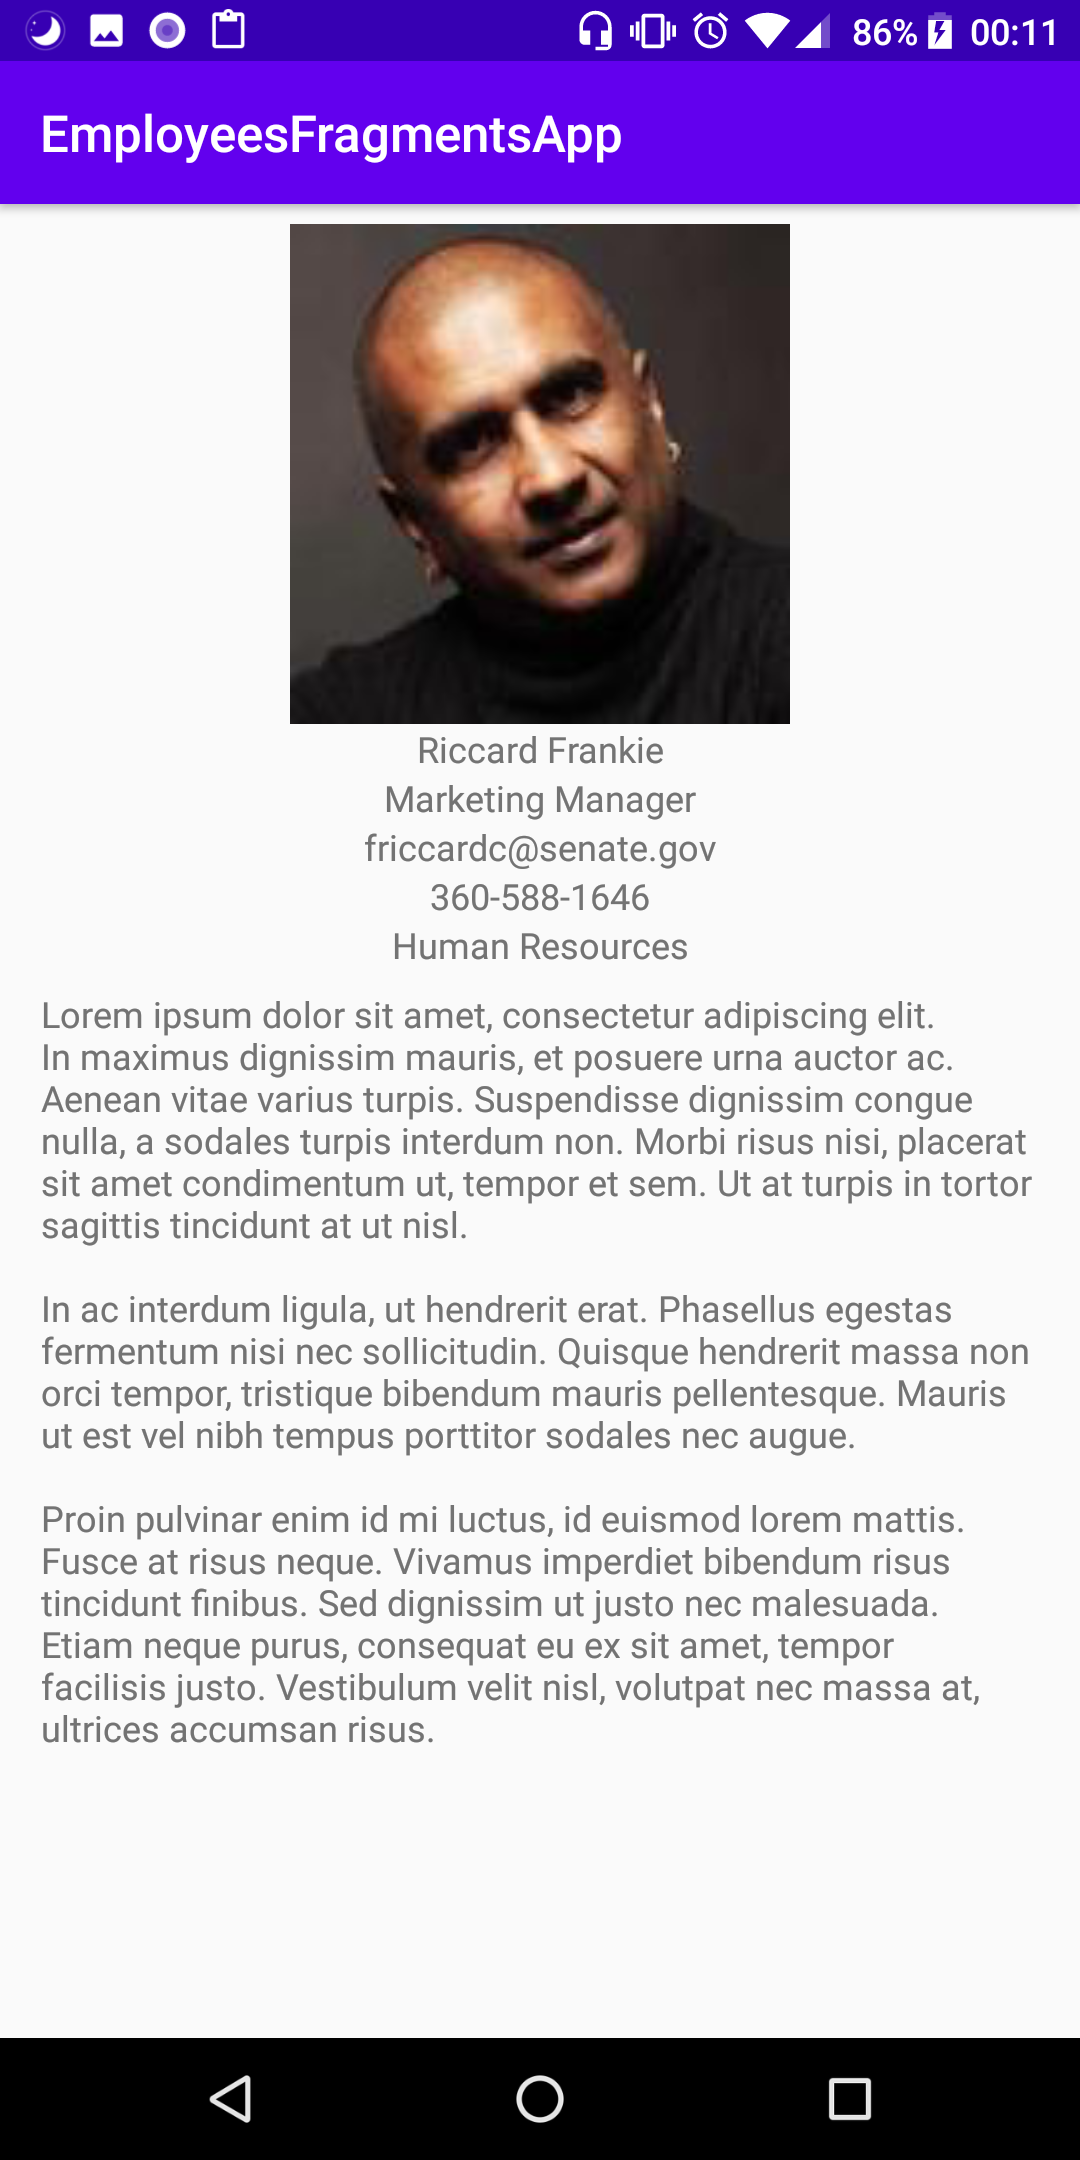 86% 00:11
EmployeesFragmentsApp
Riccard Frankie
Marketing Manager
friccardc@senate.gov
360-588-1646
Human Resources
Lorem ipsum dolor sit amet, consectetur adipiscing elit.
In maximus dignissim mauris, et posuere urna auctor ac.
Aenean vitae varius turpis. Suspendisse dignissim congue
nulla, a sodales turpis interdum non. Morbi risus nisi, placerat
sit amet condimentum ut, tempor et sem. Ut at turpis in tortor
sagittis tincidunt at ut nisl.
In ac interdum ligula, ut hendrerit erat. Phasellus egestas
fermentum nisi nec sollicitudin. Quisque hendrerit massa non
orci tempor, tristique bibendum mauris pellentesque. Mauris
ut est vel nibh tempus porttitor sodales nec augue.
Proin pulvinar enim id mi luctus, id euismod lorem mattis.
Fusce at risus neque. Vivamus imperdiet bibendum risus
tincidunt finibus. Sed dignissim ut justo nec malesuada.
Etiam neque purus, consequat eu ex sit amet, tempor
facilisis justo. Vestibulum velit nisl, volutpat nec massa at,
ultrices accumsan risus.